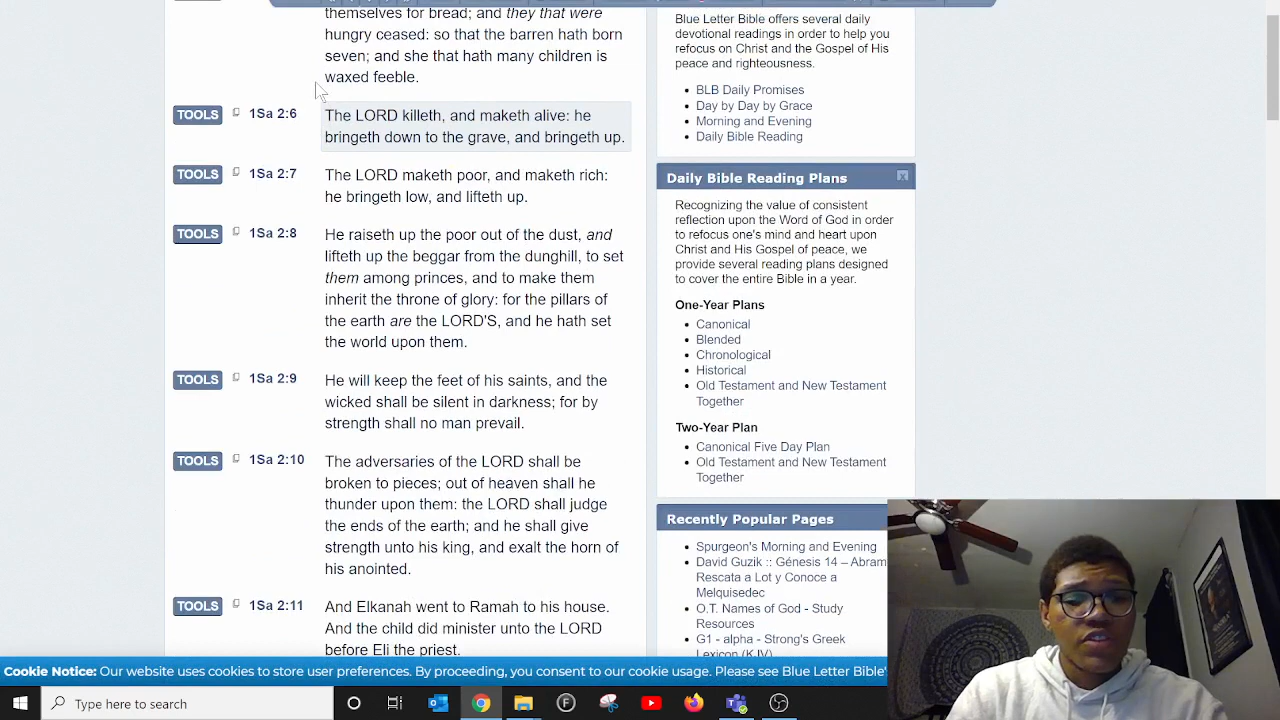 themselves for bread; and they that were
hungry ceased: so that the barren hath born
seven; and she that hath many children is
waxed feeble.
TOOLS 1Sa 2:6 The LORD killeth, and maketh alive: he
bringeth down to the grave, and bringeth up.
TOOLS 1Sa 2:7 The LORD maketh poor, and maketh rich:
he bringeth low, and lifteth up.
TOOLS 1Sa 2:8 He raiseth up the poor out of the dust, and
lifteth up the beggar from the dunghill, to set
them among princes, and to make them
inherit the throne of glory: for the pillars of
the earth are the LORD'S, and he hath set
the world upon them.
TOOLS 1Sa 2:9 He will keep the feet of his saints, and the
wicked shall be silent in darkness; for by
strength shall no man prevail.
TOOLS 1Sa 2:10 The adversaries of the LORD shall be
broken to pieces; out of heaven shall he
thunder upon them: the LORD shall judge
the ends of the earth; and he shall give
strength unto his king, and exalt the horn of
his anointed.
TOOLS 1Sa 2:11 And Elkanah went to Ramah to his house.
And the child did minister unto the LORD
before Eli the priest.
Blue Letter Bible offers several daily
devotional readings in order to help you
refocus on Christ and the Gospel of His
peace and righteousness.
BLB Daily Promises
Day by Day by Grace
Morning and Evening
Daily Bible Reading
Daily Bible Reading Plans
Recognizing the value of consistent
reflection upon the Word of God in order
to refocus one's mind and heart upon
Christ and His Gospel of peace, we
provide several reading plans designed
to cover the entire Bible in a year.
One-Year Plans
Canonical
Blended
Chronological
Historical
Old Testament and New Testament
Together
Two-Year Plan
Canonical Five Day Plan
Old Testament and New Testament
Together
Recently Popular Pages
Spurgeon's Morning and Evening
David Guzik :: Génesis 14 – Abram
Rescata a Lot y Conoce a
Melquisedec
O.T. Names of God - Study
Resources
G1 - alpha - Strong's Greek
Lexicon (KJV)
Cookie Notice: Our website uses cookies to store user preferences. By proceeding, you consent to our cookie usage. Please see Blue Letter Bible'
Type here to search